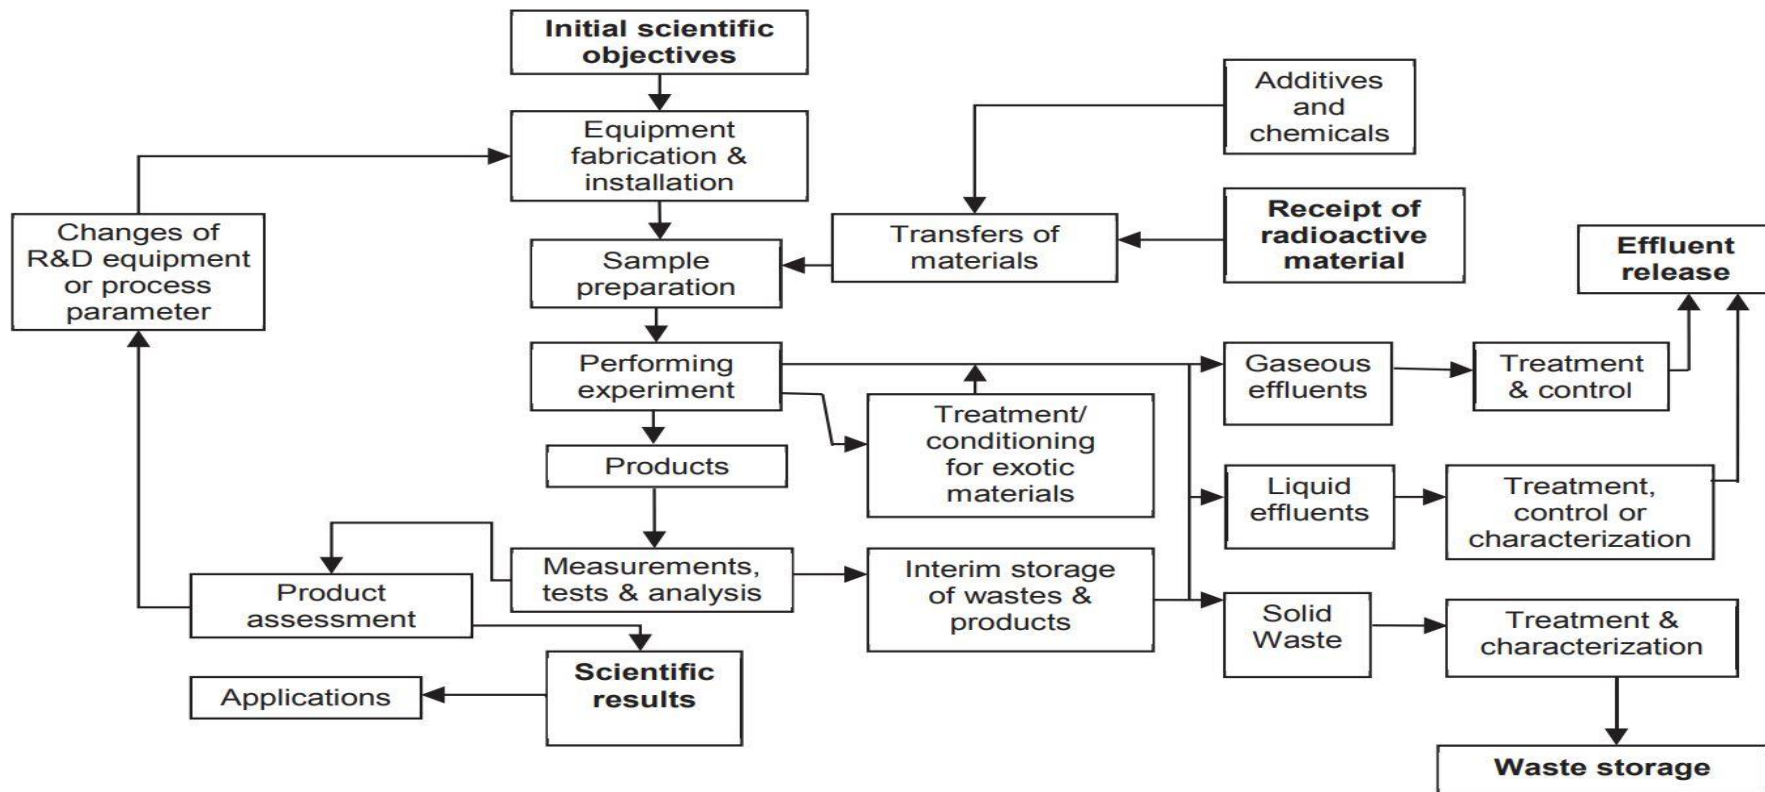 Initial scientific
objectives
Additives
and
chemicals
Equipment
fabrication &
installation
Changes of
R&D equipment
or process
parameter
Sample
preparation
Transfers of
materials
Receipt of
radioactive
material
Effluent
release
Performing
experiment
Treatment/
conditioning
for exotic
materials
Gaseous
effluents
Treatment
& control
Products
Liquid
effluents
Treatment,
control or
characterization
Product
assessment
Measurements,
tests & analysis
Interim storage
of wastes &
products
Solid
Waste
Treatment &
characterization
Applications
Scientific
results
Waste storage